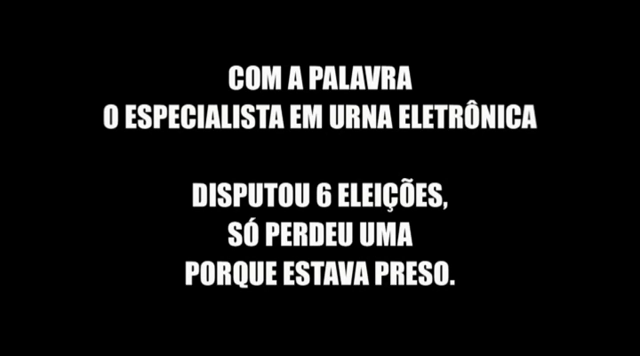 COM A PALAVRA
O ESPECIALISTA EM URNA ELETRÔNICA
DISPUTOU 6 ELEIÇÕES,
SÓ PERDEU UMA
PORQUE ESTAVA PRESO.